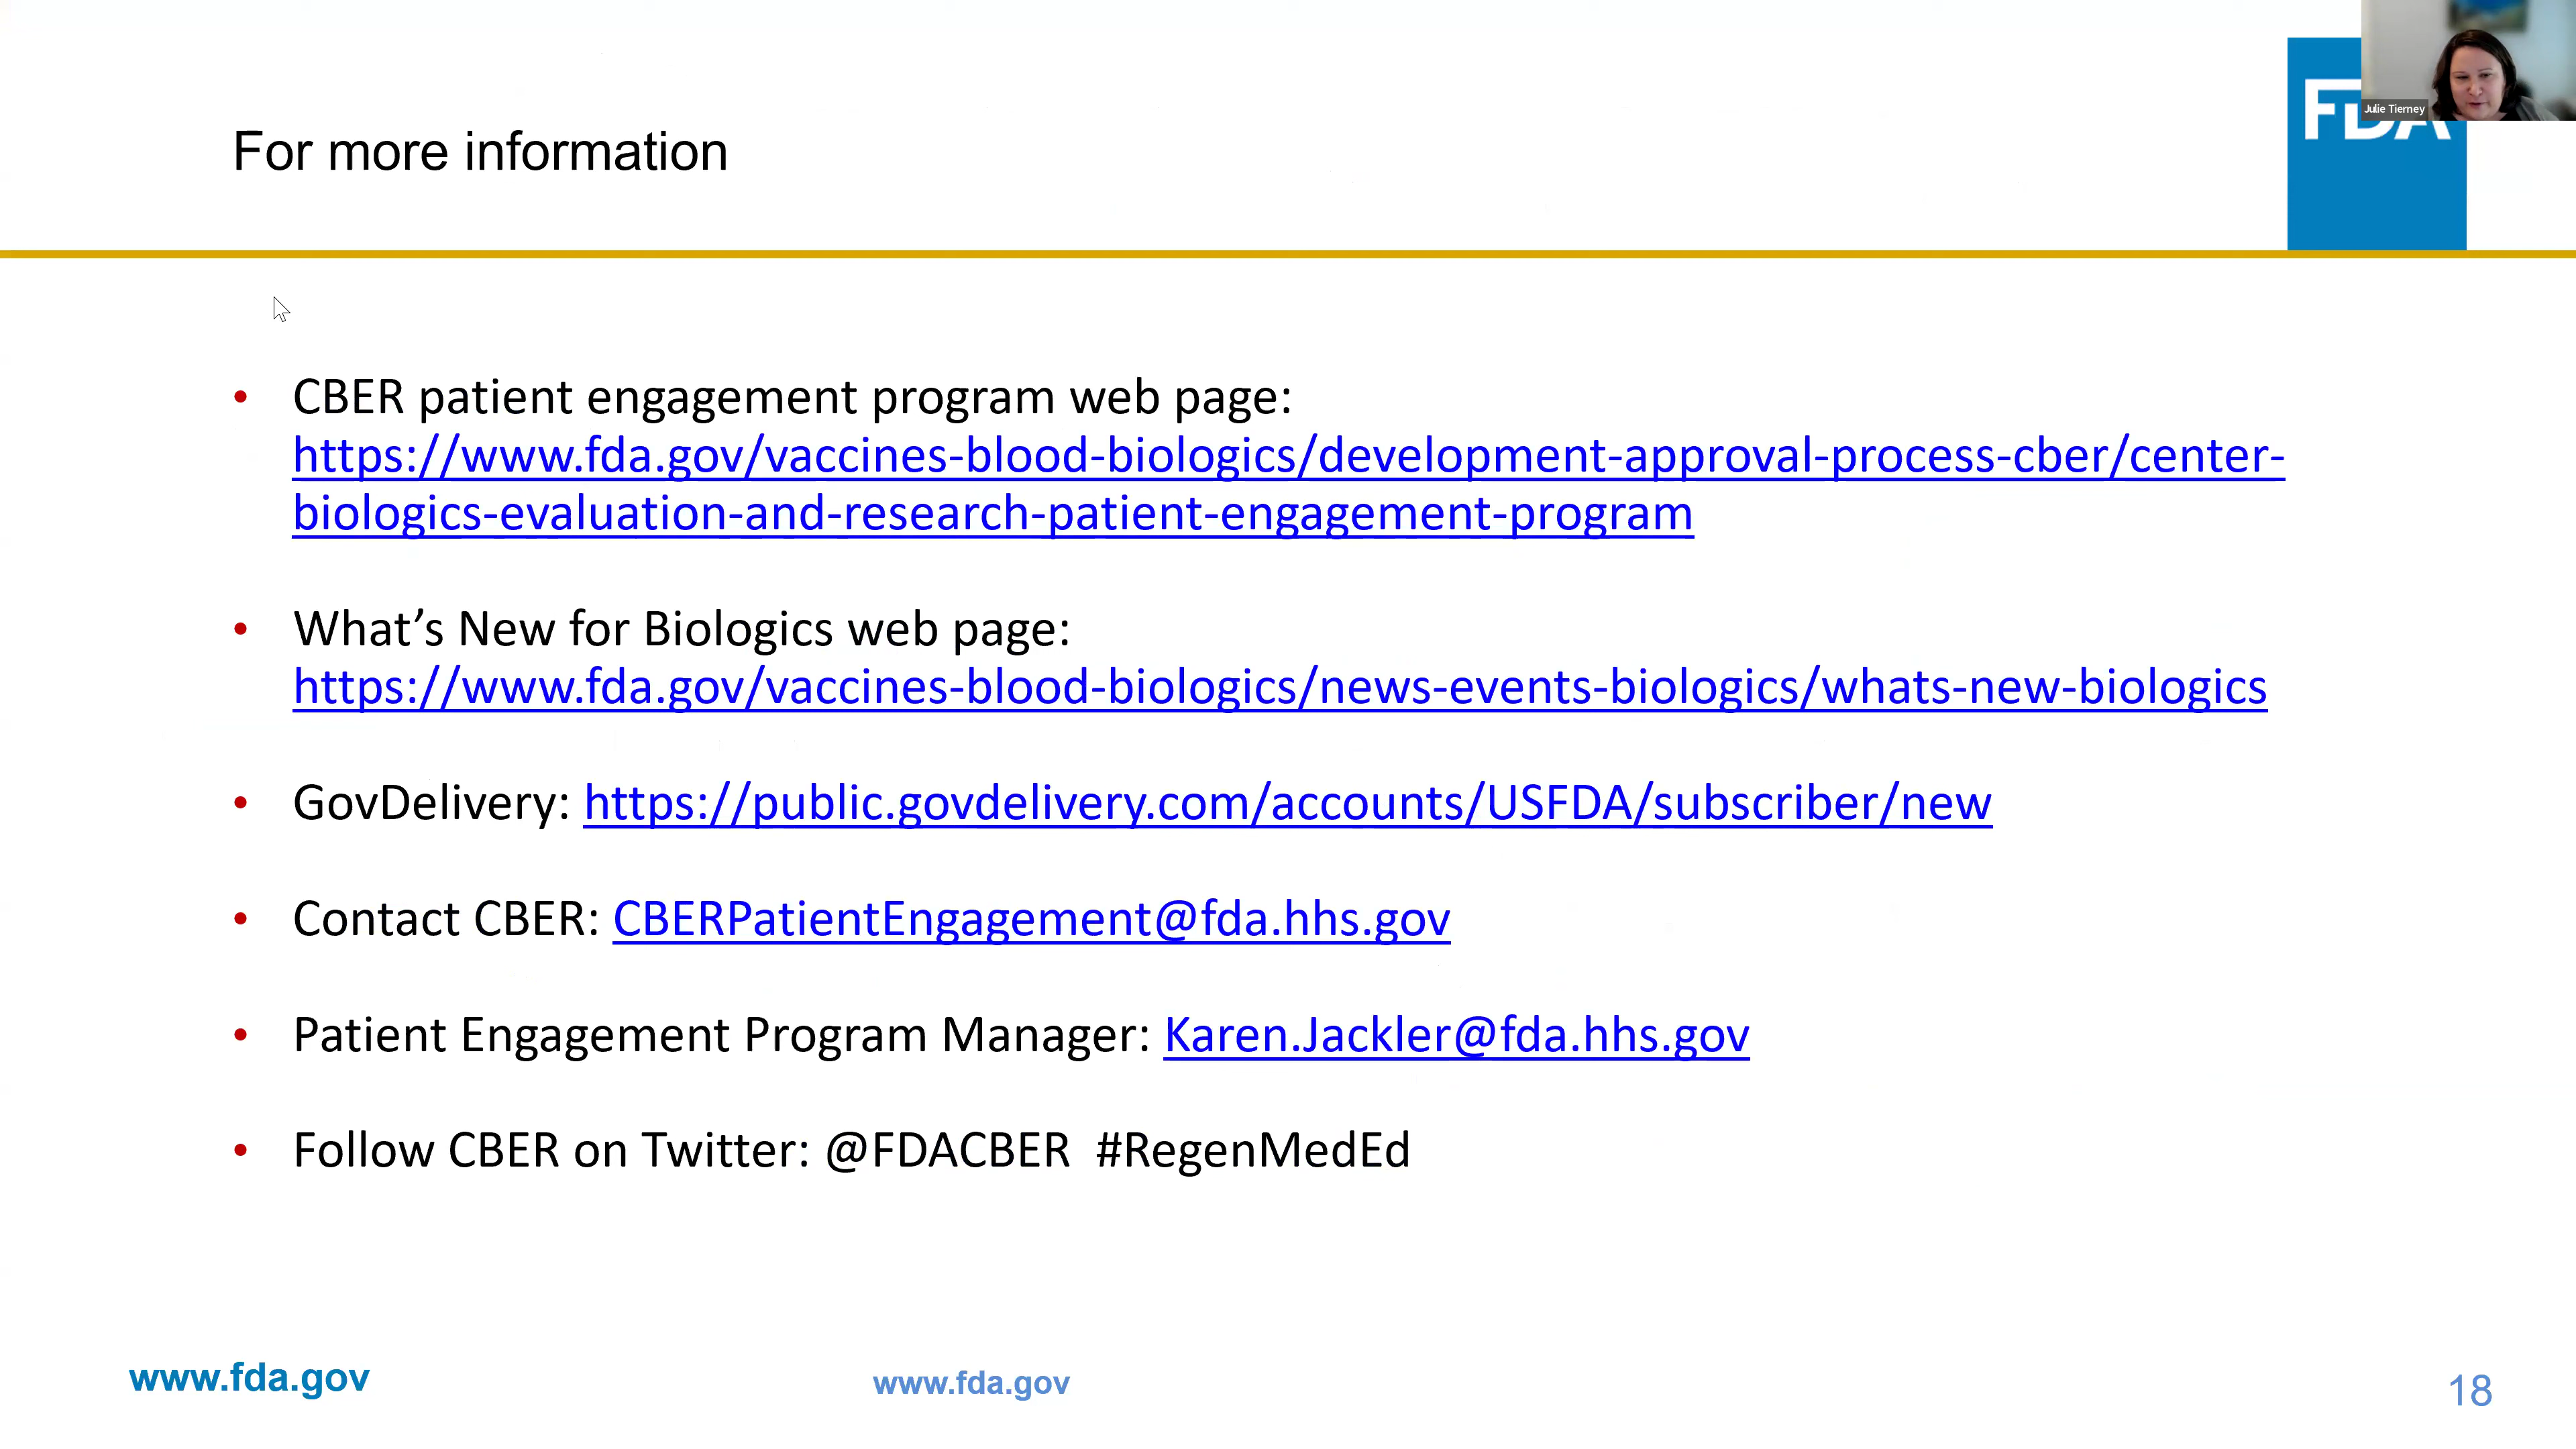 Julie Tierney
FDA
For more information
• CBER patient engagement program web page:
https://www.fda.gov/vaccines-blood-biologics/development-approval-process-cber/center-
biologics-evaluation-and-research-patient-engagement-program
• What’s New for Biologics web page:
https://www.fda.gov/vaccines-blood-biologics/news-events-biologics/whats-new-biologics
• GovDelivery: https://public.govdelivery.com/accounts/USFDA/subscriber/new
• Contact CBER: CBERPatientEngagement@fda.hhs.gov
• Patient Engagement Program Manager: Karen.Jackler@fda.hhs.gov
• Follow CBER on Twitter: @FDACBER #RegenMedEd
www.fda.gov
www.fda.gov
18